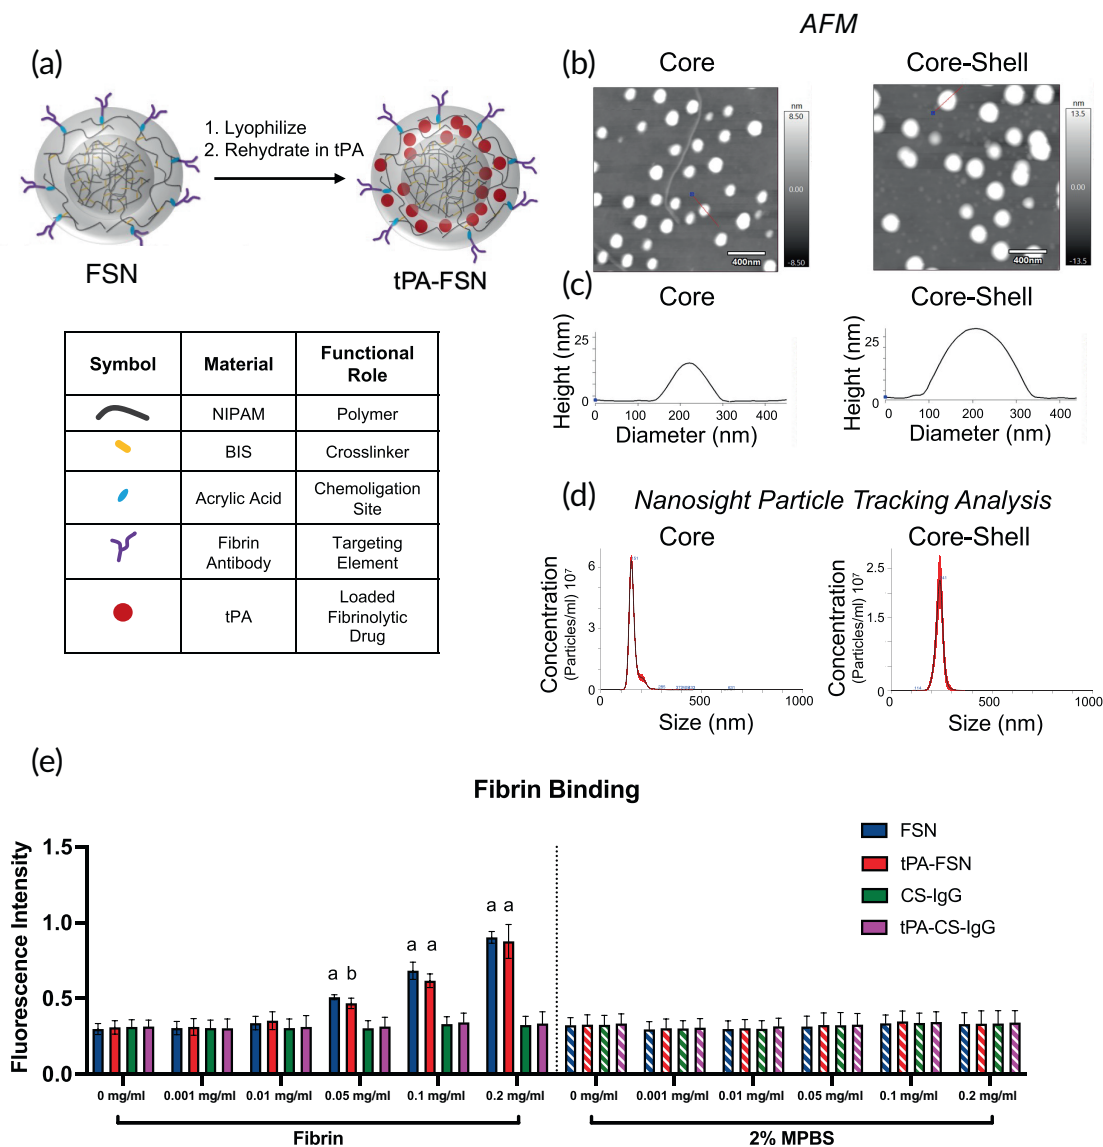 (a)
1. Lyophilize
2. Rehydrate in tPA
FSN
tPA-FSN
Symbol Material Functional Role
NIPAM Polymer
BIS Crosslinker
Acrylic Acid Chemoligation Site
Fibrin Antibody Targeting Element
tPA Loaded Fibrinolytic Drug
AFM
(b)
Core
Core-Shell
nm
8.50
0.00
-8.50
400nm
nm
13.5
0.00
-13.5
400nm
(c)
Core
Core-Shell
Height (nm)
25
0
0 100 200 300 400
Diameter (nm)
Height (nm)
25
0
0 100 200 300 400
Diameter (nm)
(d)
Nanosight Particle Tracking Analysis
Core
Core-Shell
Concentration
(Particles/ml) 10⁷
6
3
0
500 1000
Size (nm)
Concentration
(Particles/ml) 10⁷
2.5
1.5
0
114
500 1000
Size (nm)
(e)
Fibrin Binding
Fluorescence Intensity
1.5
1.0
0.5
0.0
a b
a a
a a
FSN
tPA-FSN
CS-IgG
tPA-CS-IgG
0 mg/ml 0.001 mg/ml 0.01 mg/ml 0.05 mg/ml 0.1 mg/ml 0.2 mg/ml
0 mg/ml 0.001 mg/ml 0.01 mg/ml 0.05 mg/ml 0.1 mg/ml 0.2 mg/ml
Fibrin
2% MPBS